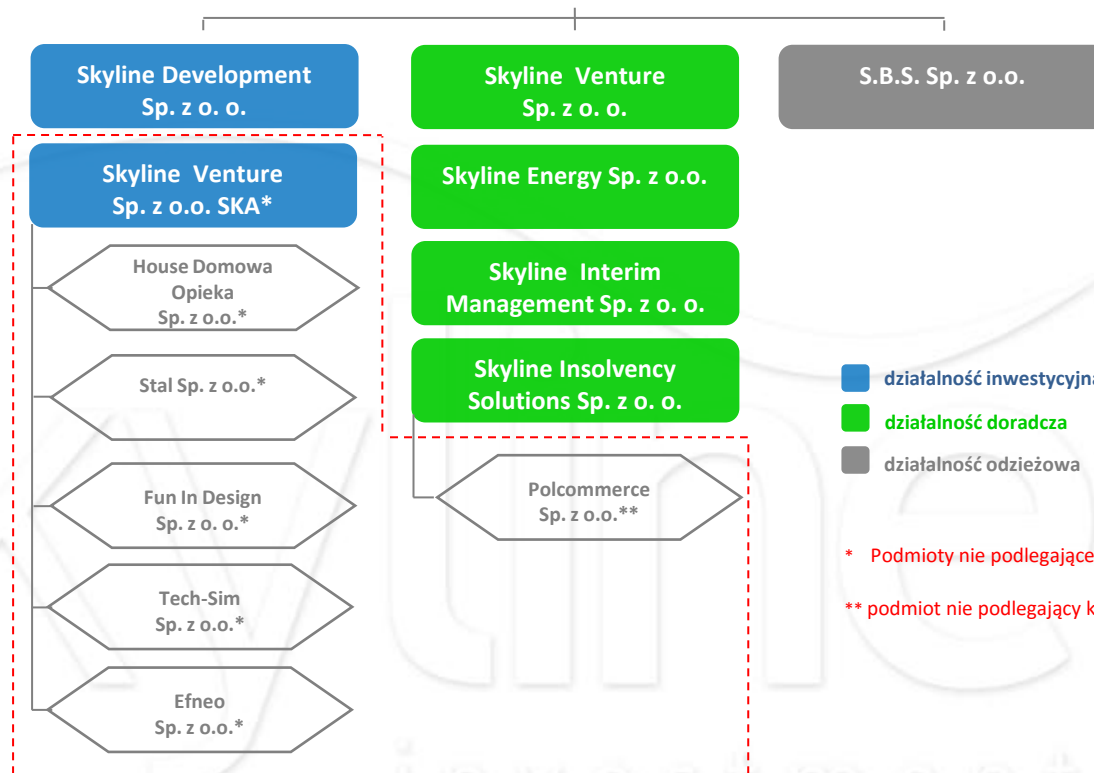 Skyline Development
Sp. z o. o.
Skyline Venture
Sp. z o. o.
S.B.S. Sp. z o.o.
Skyline Venture
Sp. z o.o. SKA*
Skyline Energy Sp. z o.o.
Skyline Interim
Management Sp. z o. o.
Skyline Insolvency
Solutions Sp. z o. o.
House Domowa
Opieka
Sp. z o.o.*
Stal Sp. z o.o.*
Fun In Design
Sp. z o. o.*
Tech-Sim
Sp. z o.o.*
Efneo
Sp. z o.o.*
Polcommerce
Sp. z o.o.**
działalność inwestycyjna
działalność doradcza
działalność odzieżowa
* Podmioty nie podlegające
** podmiot nie podlegający k